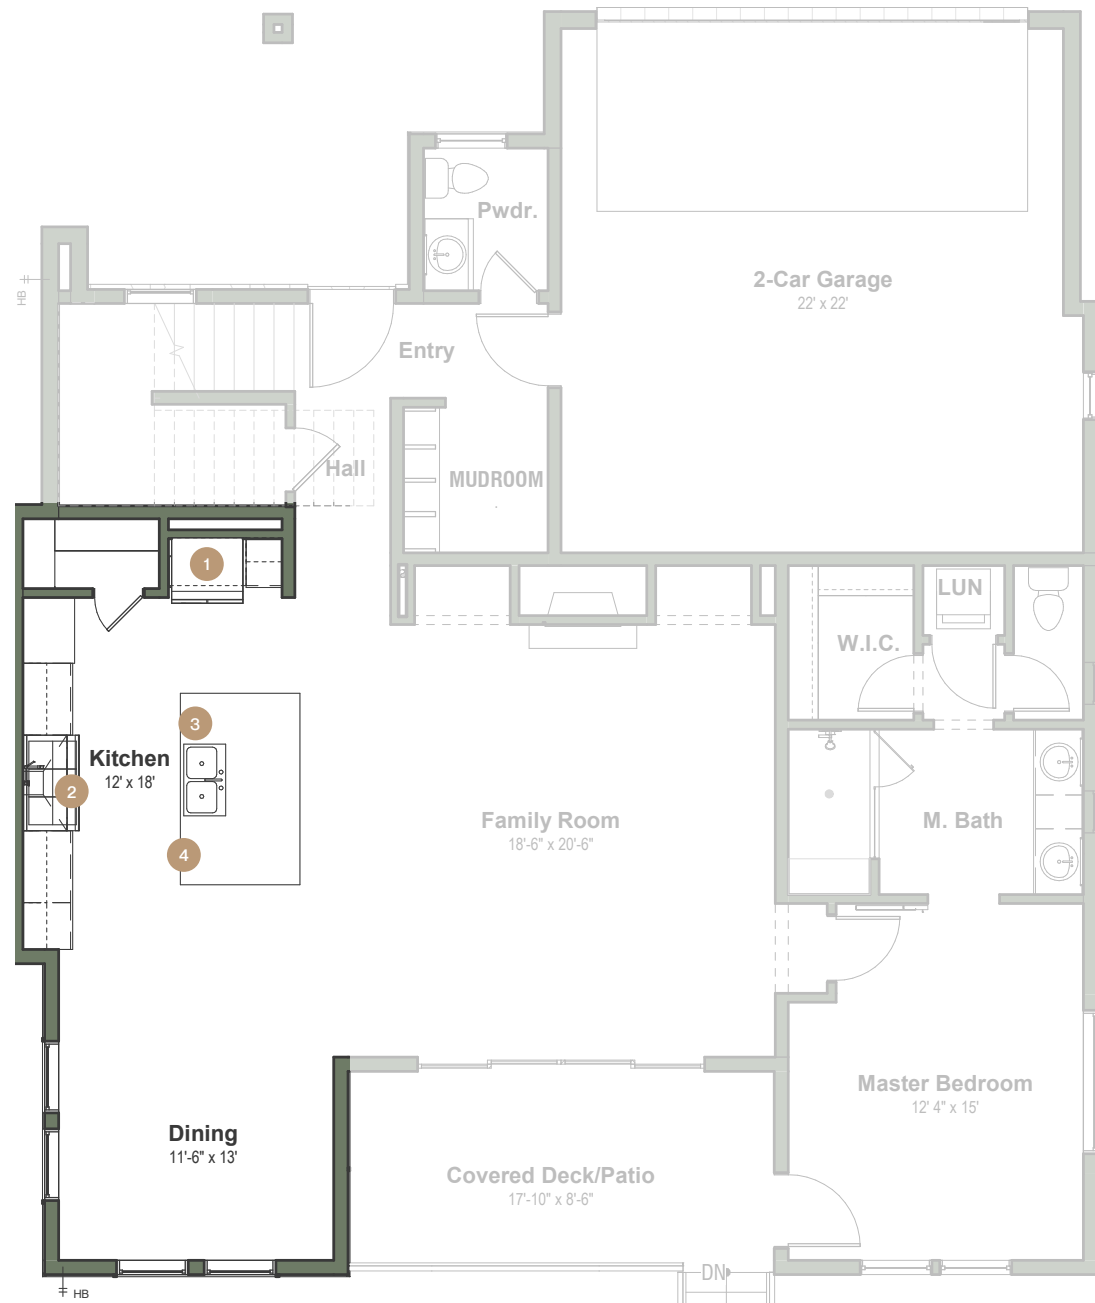 Pwdr.
2-Car Garage
22' x 22'
HB
Entry
Hall
MUDROOM
1
LUN
W.I.C.
3
Kitchen
12' x 18'
2
4
Family Room
18'-6" x 20'-6"
M. Bath
Master Bedroom
12' 4" x 15'
Dining
11'-6" x 13'
Covered Deck/Patio
17'-10" x 8'-6"
DN
HB